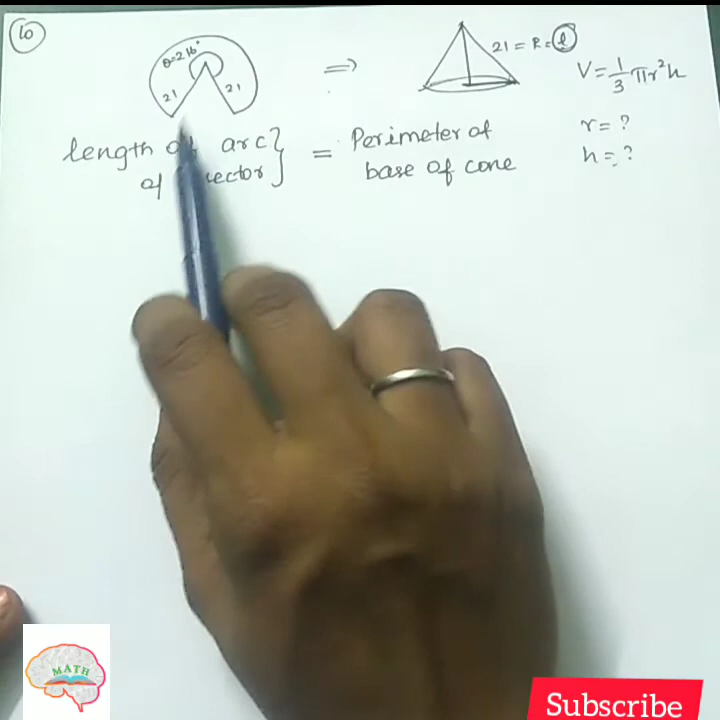 10
θ=216°
21
21
⇒
21 = R = l
V = 1/3 πr²h
length of arc }
of sector }
=
Perimeter of
base of cone
r = ?
h = ?
MATH
Subscribe